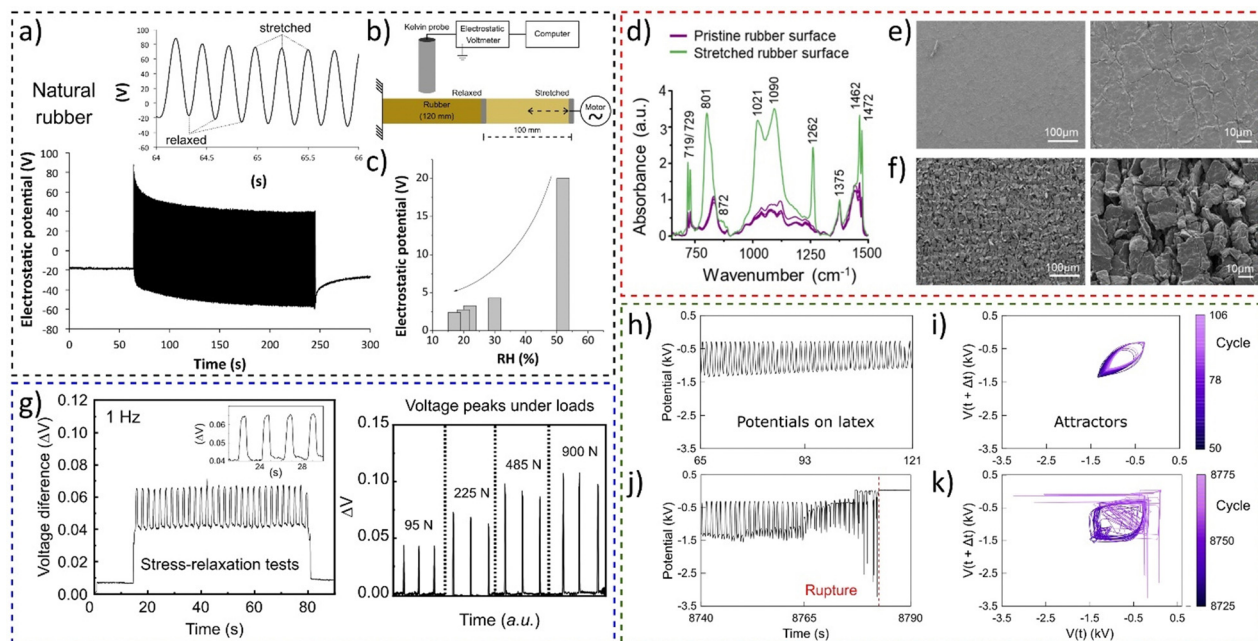 a)
Natural
rubber
(V)
100
80
60
40
20
0
-20
-40
-60
stretched
relaxed
64
64.5
65
65.5
66
(s)
Electrostatic potential (V)
100
80
60
40
20
0
-20
-40
-60
-80
0
50
100
150
200
250
300
Time (s)
b)
Kolvin probe
Electrostatic
Voltmeter
Computer
Relaxed
Stretched
Rubber
(120 mm)
Motor
100 mm
c)
Electrostatic potential (V)
20
15
10
5
0
10
20
30
40
50
60
RH (%)
d)
Pristine rubber surface
Stretched rubber surface
Absorbance (a.u.)
4
3
2
1
0
719/ 729
801
872
1021
1090
1262
1375
1462
1472
750
1000
1250
1500
Wavenumber (cm-1)
e)
100µm
10µm
f)
100µm
10µm
g)
1 Hz
Voltage difference (ΔV)
0.12
0.10
0.08
0.06
0.04
0.02
0.00
(ΔV)
0.06
0.05
0.04
24
28
(s)
Stress-relaxation tests
0
20
40
60
80
Time (s)
Voltage peaks under loads
ΔV
0.15
0.10
0.05
0.00
95 N
225 N
485 N
900 N
Time (a.u.)
h)
Potential (kV)
0.5
-0.5
-1.5
-2.5
-3.5
Potentials on latex
65
93
121
i)
V(t + Δt) (kV)
0.5
-0.5
-1.5
-2.5
-3.5
Attractors
-3.5
-2.5
-1.5
-0.5
0.5
106
Cycle
78
50
j)
Potential (kV)
0.5
-0.5
-1.5
-2.5
-3.5
Rupture
8740
8765
8790
Time (s)
k)
V(t + Δt) (kV)
0.5
-0.5
-1.5
-2.5
-3.5
-3.5
-2.5
-1.5
-0.5
0.5
V(t) (kV)
8775
Cycle
8750
8725